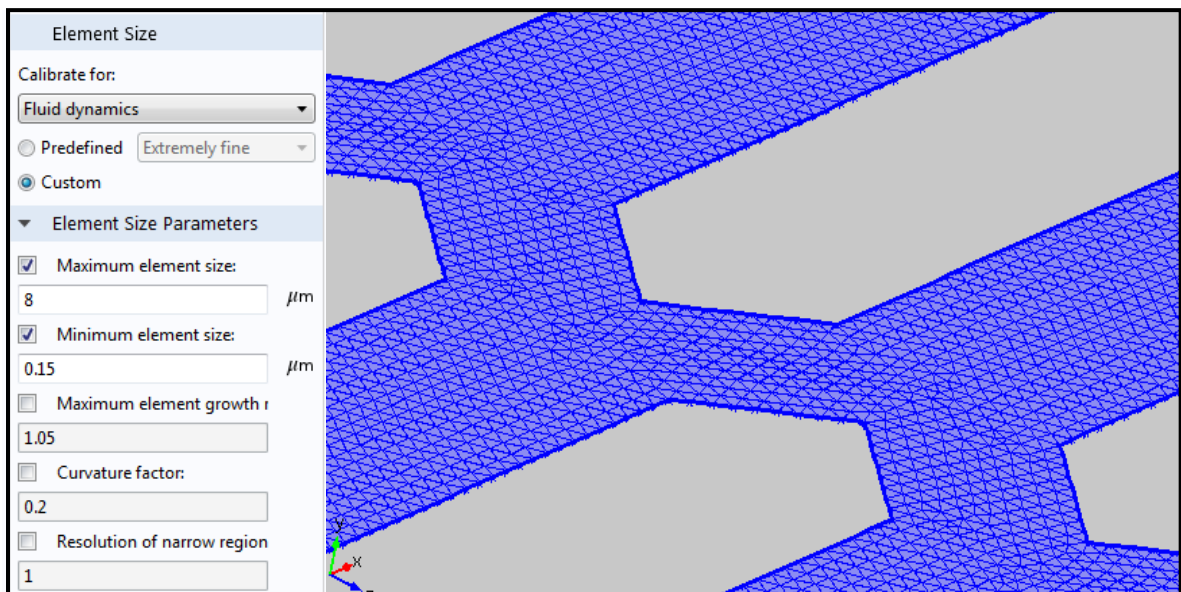 Element Size
Calibrate for:
Fluid dynamics
Predefined Extremely fine
Custom
Element Size Parameters
Maximum element size:
8 μm
Minimum element size:
0.15 μm
Maximum element growth r
1.05
Curvature factor:
0.2
Resolution of narrow region
1
y
x